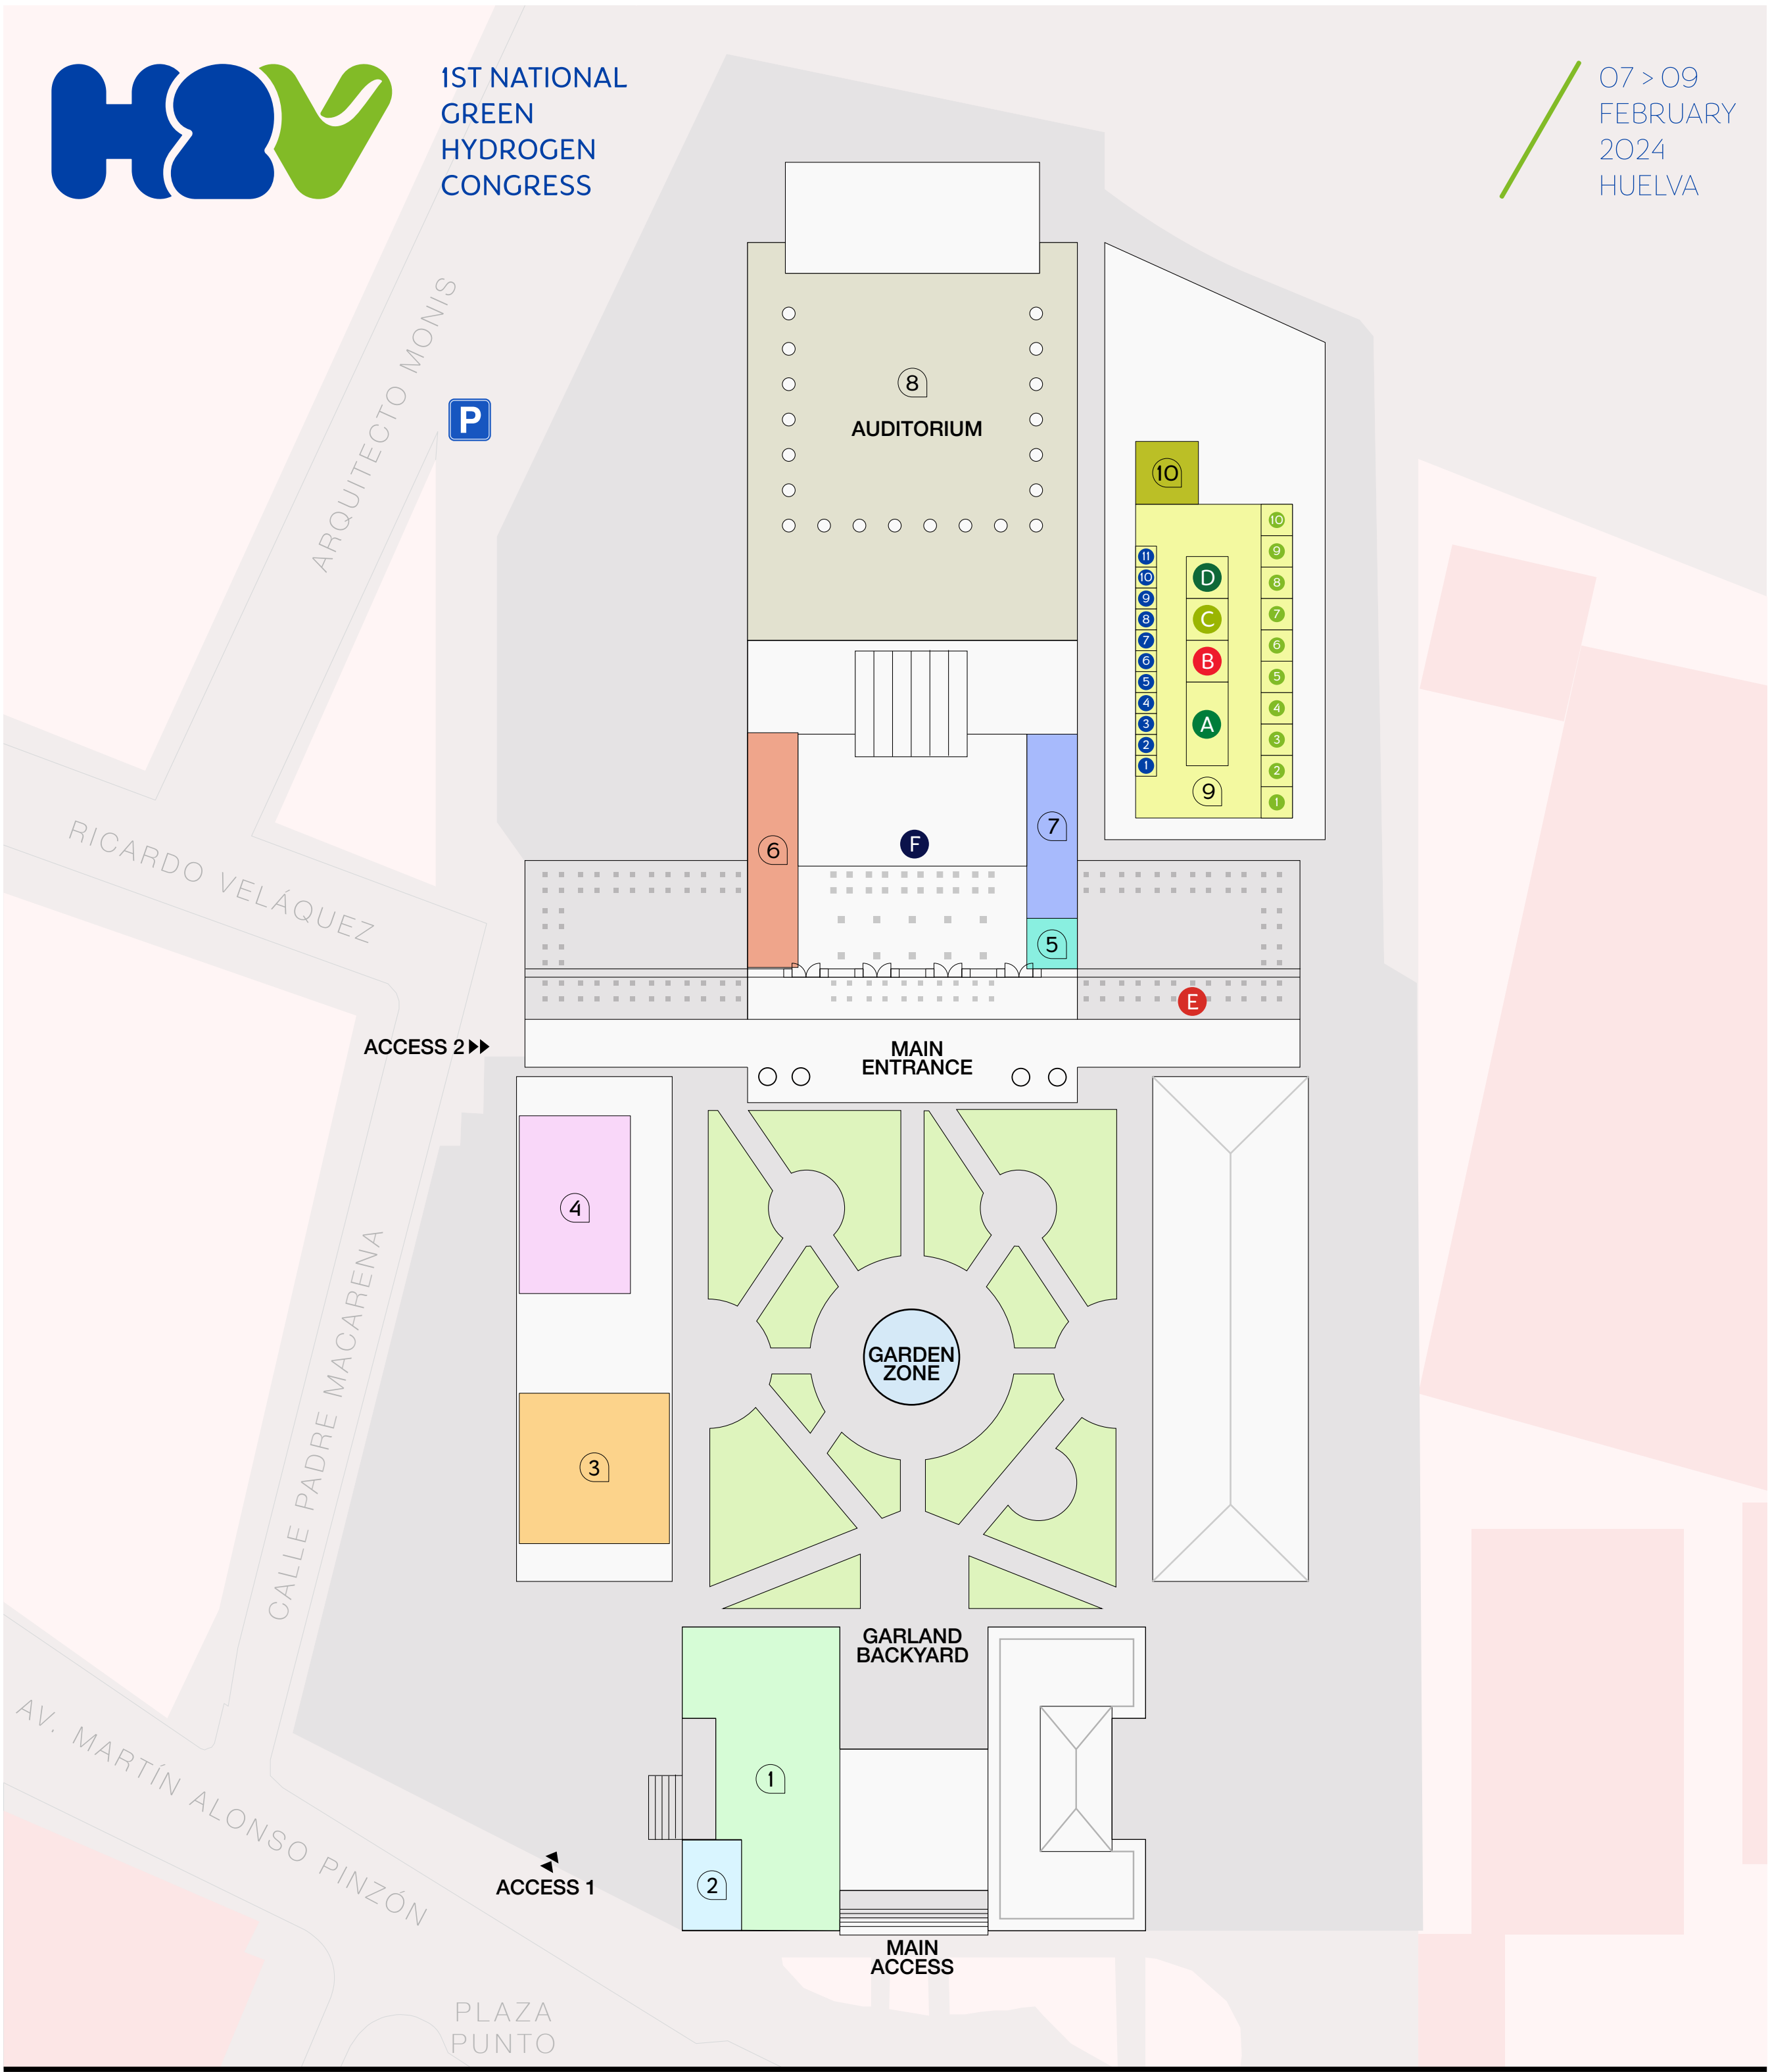 H2V
1ST NATIONAL
GREEN
HYDROGEN
CONGRESS
07 > 09
FEBRUARY
2024
HUELVA
ARQUITECTO MONIS
P
8
AUDITORIUM
10
10
9
8
7
6
5
4
3
2
1
11
10
9
8
7
6
5
4
3
2
1
D
C
B
A
9
RICARDO VELÁQUEZ
6
F
7
5
E
ACCESS 2
MAIN
ENTRANCE
4
CALLE PADRE MACARENA
GARDEN
ZONE
3
GARLAND
BACKYARD
AV. MARTÍN ALONSO PINZÓN
1
2
ACCESS 1
MAIN
ACCESS
PLAZA
PUNTO